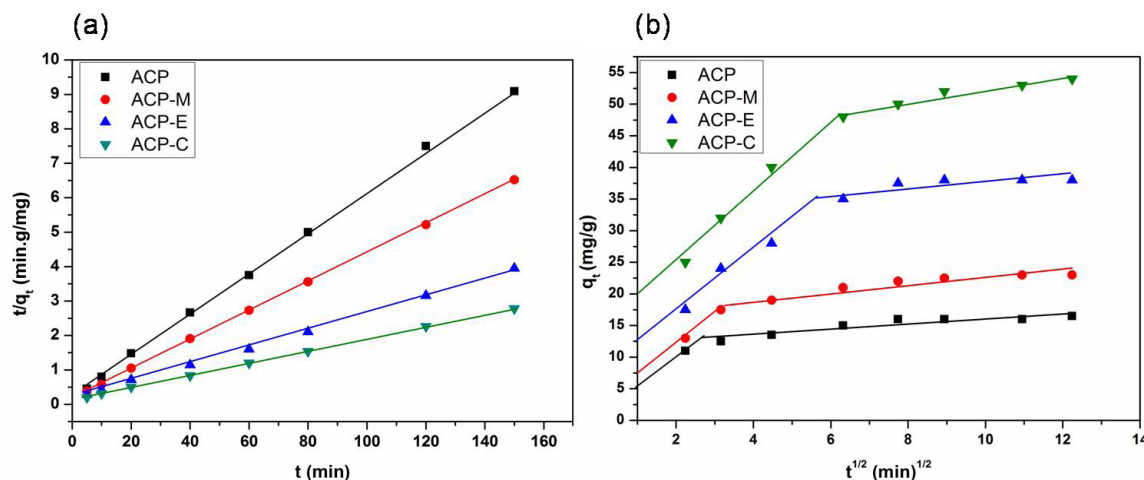 (a)
10
9
8
7
6
5
4
3
2
1
0
t/qt (min.g/mg)
ACP
ACP-M
ACP-E
ACP-C
0 20 40 60 80 100 120 140 160
t (min)
(b)
55
50
45
40
35
30
25
20
15
10
5
0
qt (mg/g)
ACP
ACP-M
ACP-E
ACP-C
2 4 6 8 10 12 14
t1/2 (min)1/2